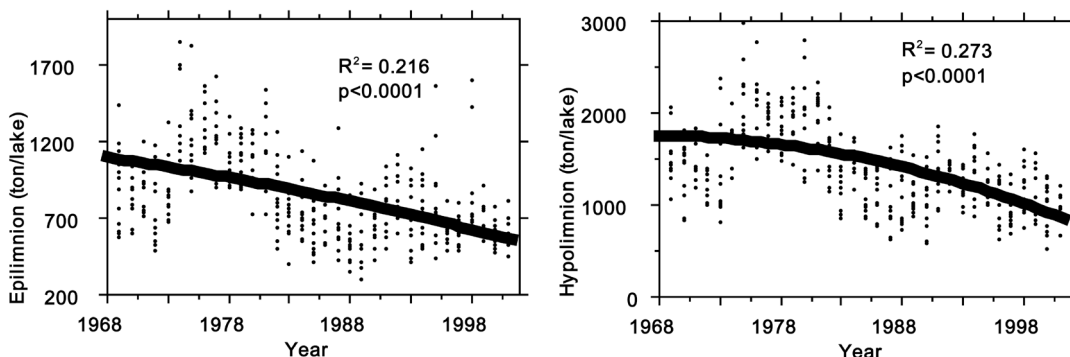 Epilimnion (ton/lake)
1700
1200
700
200
R² = 0.216
p<0.0001
1968
1978
1988
1998
Year
Hypolimnion (ton/lake)
3000
2000
1000
0
R² = 0.273
p<0.0001
1968
1978
1988
1998
Year